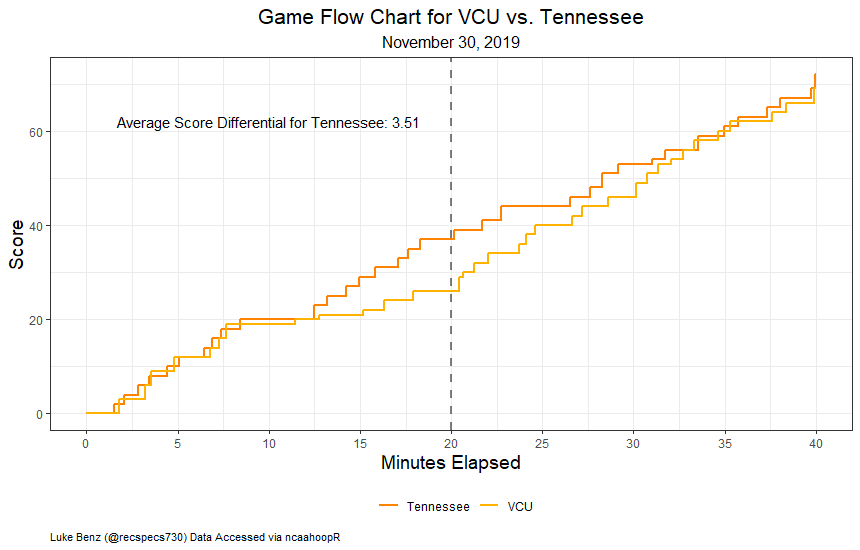 Game Flow Chart for VCU vs. Tennessee
November 30, 2019
Average Score Differential for Tennessee: 3.51
Score
60
40
20
0
0 5 10 15 20 25 30 35 40
Minutes Elapsed
Tennessee VCU
Luke Benz (@recspecs730) Data Accessed via ncaahoopR